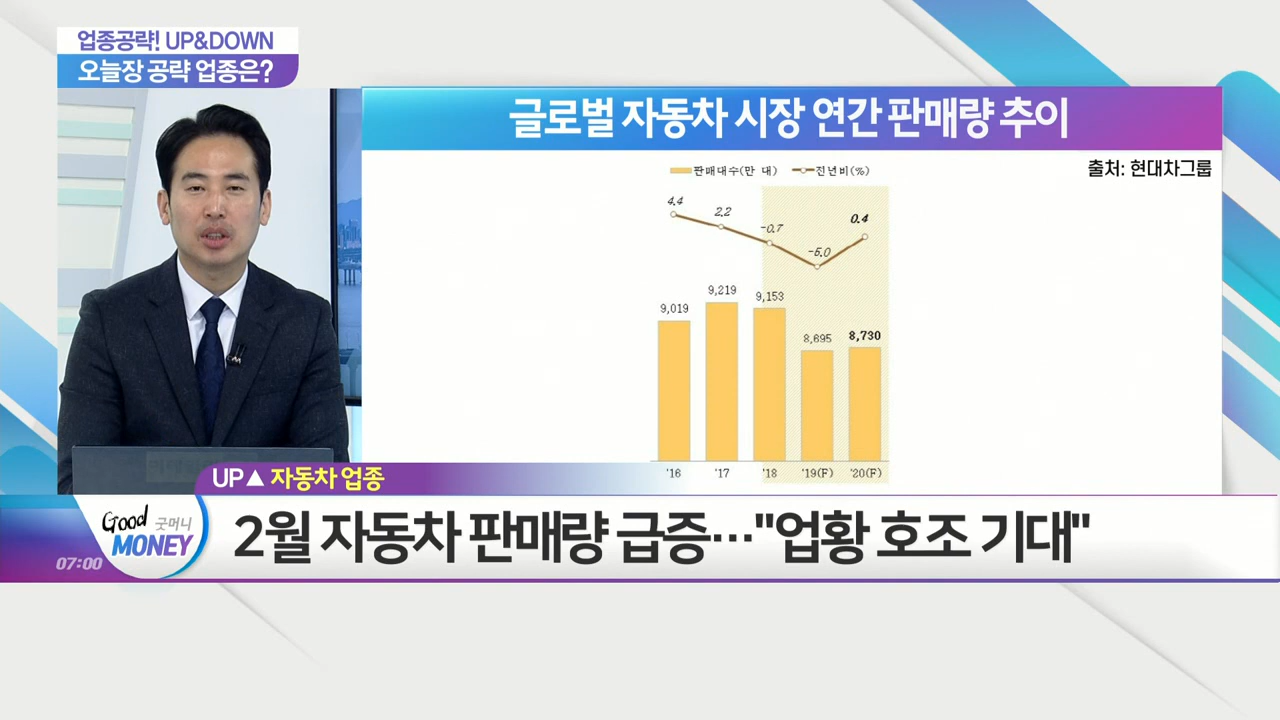 업종공략! UP&DOWN
오늘장 공략 업종은?
글로벌 자동차 시장 연간 판매량 추이
출처: 현대차그룹
판매대수(만 대) 전년비(%)
4.4 2.2 -0.7 -5.0 0.4
9,019 9,219 9,153 8,695 8,730
'16 '17 '18 '19(F) '20(F)
UP▲ 자동차 업종
Good 굿머니
MONEY
2월 자동차 판매량 급증…"업황 호조 기대"
07:00